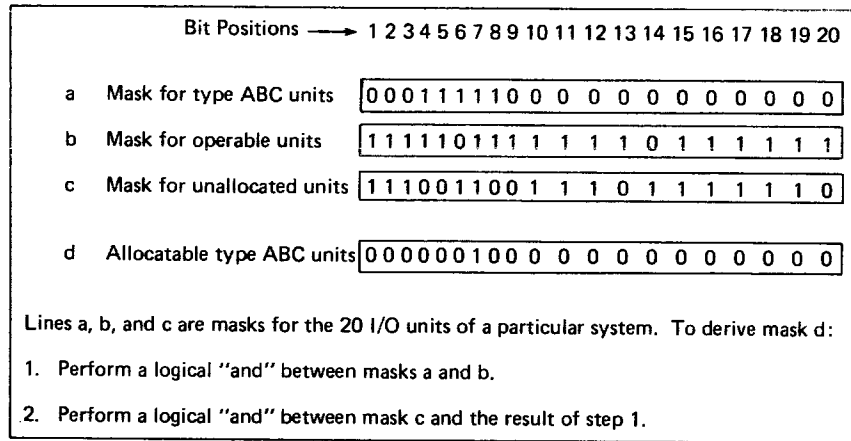 Bit Positions → 1 2 3 4 5 6 7 8 9 10 11 12 13 14 15 16 17 18 19 20
a Mask for type ABC units 0 0 0 1 1 1 1 1 0 0 0 0 0 0 0 0 0 0 0 0
b Mask for operable units 1 1 1 1 1 0 1 1 1 1 1 1 1 0 1 1 1 1 1 1
c Mask for unallocated units 1 1 1 0 0 1 1 0 0 1 1 1 0 1 1 1 1 1 1 0
d Allocatable type ABC units 0 0 0 0 0 0 1 0 0 0 0 0 0 0 0 0 0 0 0 0
Lines a, b, and c are masks for the 20 I/O units of a particular system. To derive mask d:
1. Perform a logical "and" between masks a and b.
2. Perform a logical "and" between mask c and the result of step 1.